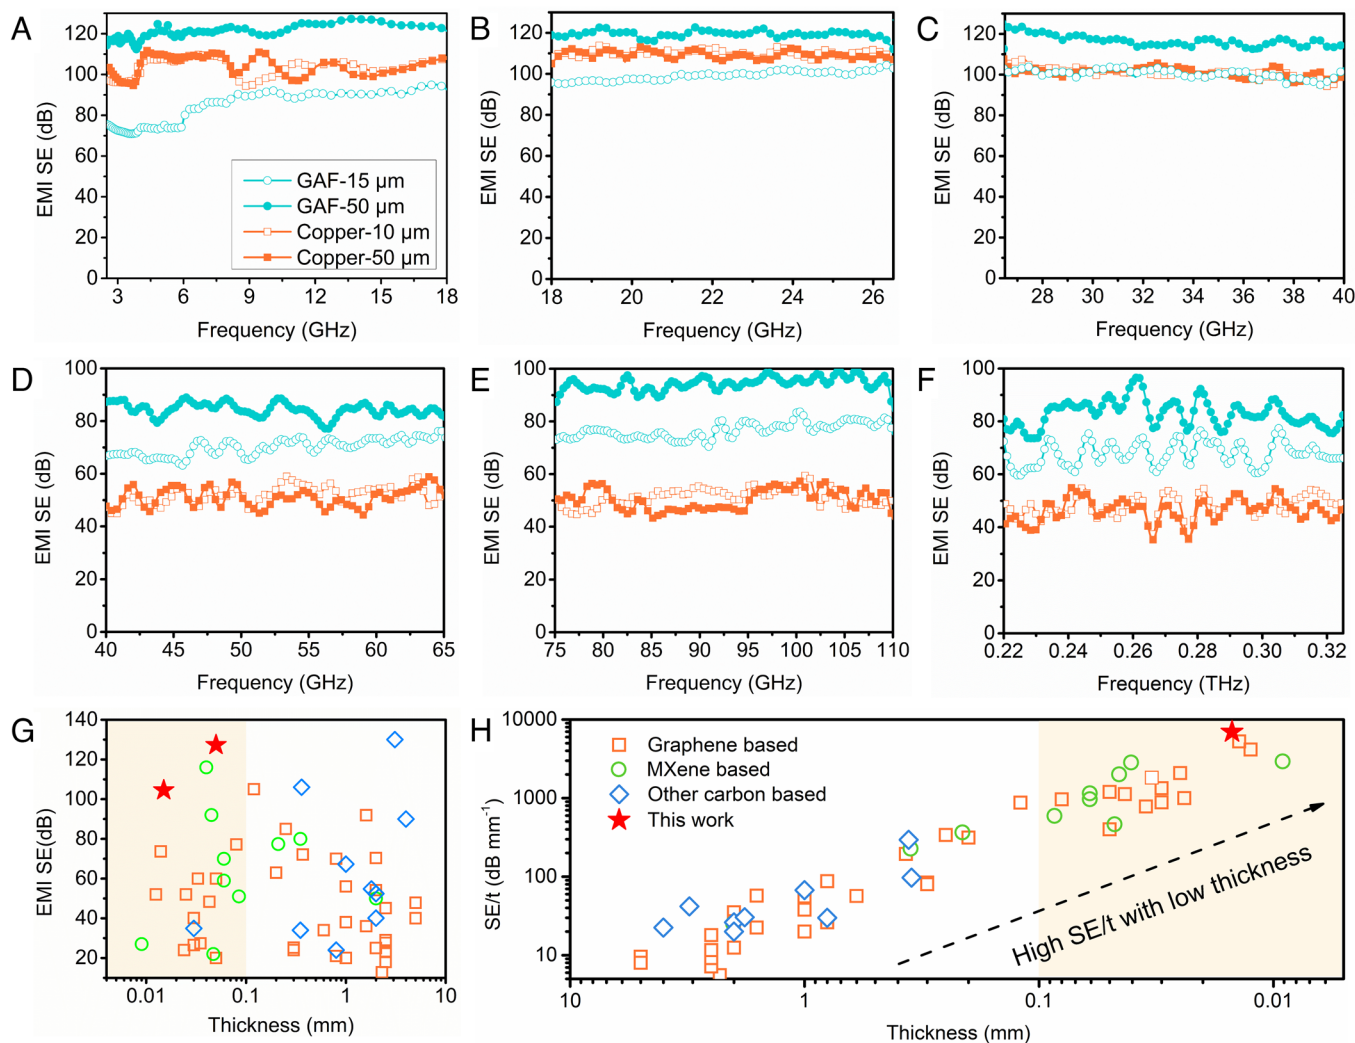 A
EMI SE (dB)
120
100
80
60
40
20
0
GAF-15 μm
GAF-50 μm
Copper-10 μm
Copper-50 μm
3 6 9 12 15 18
Frequency (GHz)
B
EMI SE (dB)
120
100
80
60
40
20
0
18 20 22 24 26
Frequency (GHz)
C
EMI SE (dB)
120
100
80
60
40
20
0
28 30 32 34 36 38 40
Frequency (GHz)
D
EMI SE (dB)
100
80
60
40
20
0
40 45 50 55 60 65
Frequency (GHz)
E
EMI SE (dB)
100
80
60
40
20
0
75 80 85 90 95 100 105 110
Frequency (GHz)
F
EMI SE (dB)
100
80
60
40
20
0
0.22 0.24 0.26 0.28 0.30 0.32
Frequency (THz)
G
EMI SE(dB)
140
120
100
80
60
40
20
0.01 0.1 1 10
Thickness (mm)
H
SE/t (dB mm⁻¹)
10000
1000
100
10
Graphene based
MXene based
Other carbon based
This work
High SE/t with low thickness
10 1 0.1 0.01
Thickness (mm)